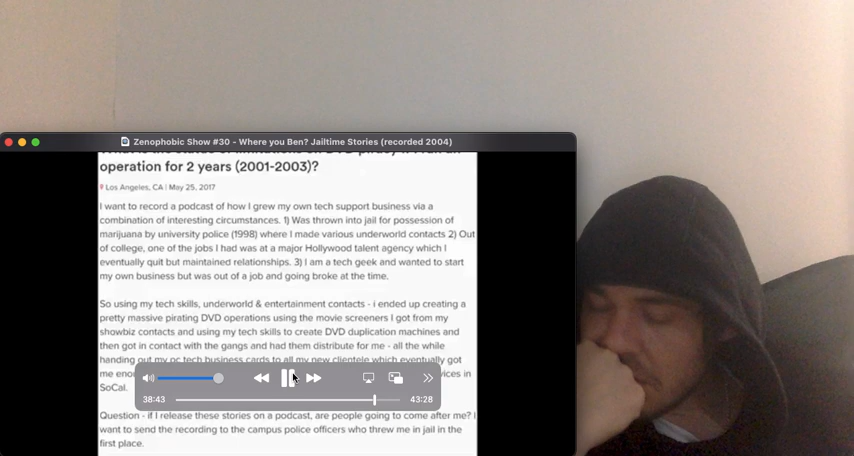 Zenophobic Show #30 - Where you Ben? Jailtime Stories (recorded 2004)
limitations on DVD
operation for 2 years (2001-2003)?
Los Angeles, CA | May 25, 2017
I want to record a podcast of how I grew my own tech support business via a
combination of interesting circumstances. 1) Was thrown into jail for possession of
marijuana by university police (1998) where I made various underworld contacts 2) Out
of college, one of the jobs I had was at a major Hollywood talent agency which I
eventually quit but maintained relationships. 3) I am a tech geek and wanted to start
my own business but was out of a job and going broke at the time.
So using my tech skills, underworld & entertainment contacts - i ended up creating a
pretty massive pirating DVD operations using the movie screeners I got from my
showbiz contacts and using my tech skills to create DVD duplication machines and
then got in contact with the gangs and had them distribute for me - all the while
handing out my pc tech business cards to all my new clientele which eventually got
me in
SoCal.
38:43 43:28
Question - if I release these stories on a podcast, are people going to come after me? I
want to send the recording to the campus police officers who threw me in jail in the
first place.